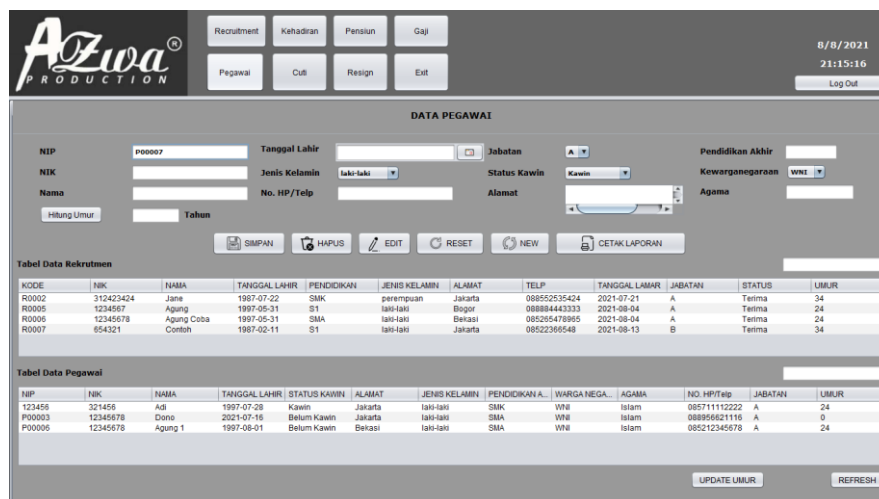 AZwa®
PRODUCTION
Recruitment Kehadiran Pensiun Gaji
Pegawai Cuti Resign Exit
8/8/2021
21:15:16
Log Out
DATA PEGAWAI
NIP P00007 Tanggal Lahir Jabatan A Pendidikan Akhir
NIK Jenis Kelamin laki-laki Status Kawin Kawin Kewarganegaraan WNI
Nama No. HP/Telp Alamat Agama
Hitung Umur Tahun
SIMPAN HAPUS EDIT RESET NEW CETAK LAPORAN
Tabel Data Rekrutmen
KODE NIK NAMA TANGGAL LAHIR PENDIDIKAN JENIS KELAMIN ALAMAT TELP TANGGAL LAMAR JABATAN STATUS UMUR
R0002 312423424 Jane 1987-07-22 SMK perempuan Jakarta 088552535424 2021-07-21 A Terima 34
R0005 1234567 Agung 1997-05-31 S1 laki-laki Bogor 088884443333 2021-08-04 A Terima 24
R0006 12345678 Agung Coba 1997-05-31 SMA laki-laki Bekasi 085265478965 2021-08-04 A Terima 24
R0007 654321 Contoh 1987-02-11 S1 laki-laki Jakarta 08522366548 2021-08-13 B Terima 34
Tabel Data Pegawai
NIP NIK NAMA TANGGAL LAHIR STATUS KAWIN ALAMAT JENIS KELAMIN PENDIDIKAN A... WARGA NEGA... AGAMA NO. HP/Telp JABATAN UMUR
123456 321456 Adi 1997-07-28 Kawin Jakarta laki-laki SMK WNI Islam 085711112222 A 24
P00003 12345678 Dono 2021-07-16 Belum Kawin Jakarta laki-laki SMA WNI Islam 088956621116 A 0
P00006 12345678 Agung 1 1997-08-01 Belum Kawin Bekasi laki-laki SMA WNI Islam 085212345678 A 24
UPDATE UMUR REFRESH